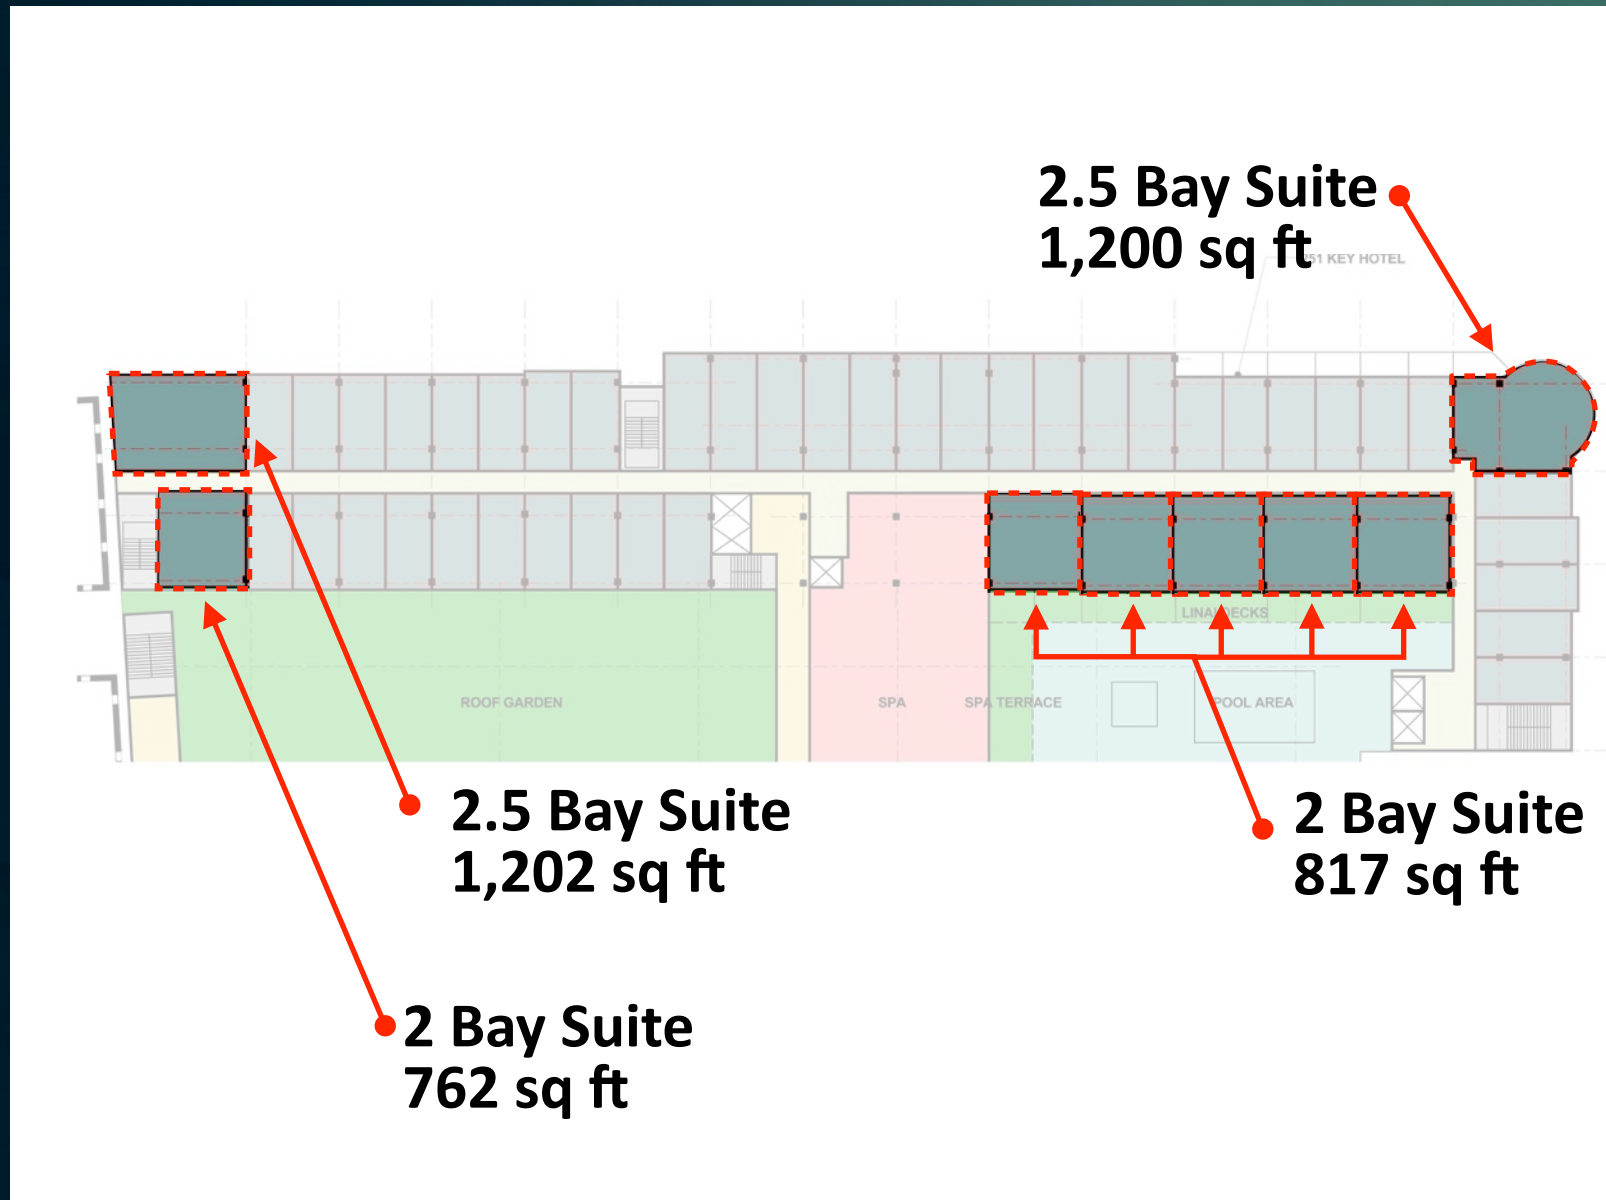 2.5 Bay Suite
1,200 sq ft
251 KEY HOTEL
LINAI DECKS
ROOF GARDEN
SPA
SPA TERRACE
POOL AREA
2.5 Bay Suite
1,202 sq ft
2 Bay Suite
817 sq ft
2 Bay Suite
762 sq ft